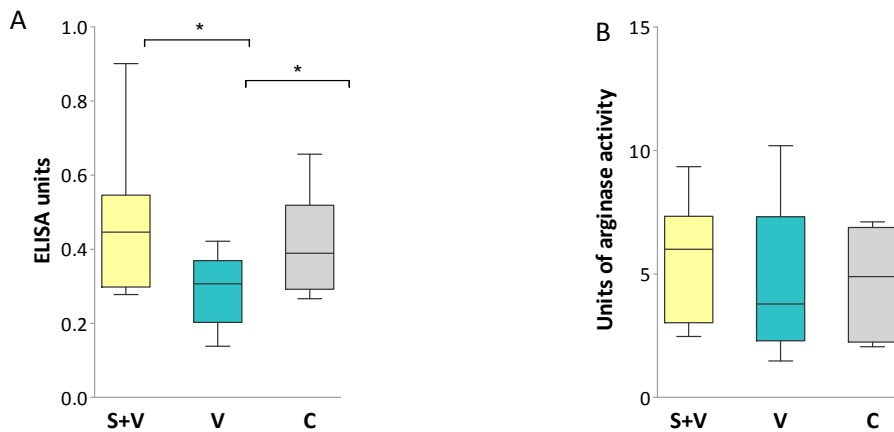 A
ELISA units
1.0
0.8
0.6
0.4
0.2
0.0
*
*
S+V V C
B
Units of arginase activity
15
10
5
0
S+V V C